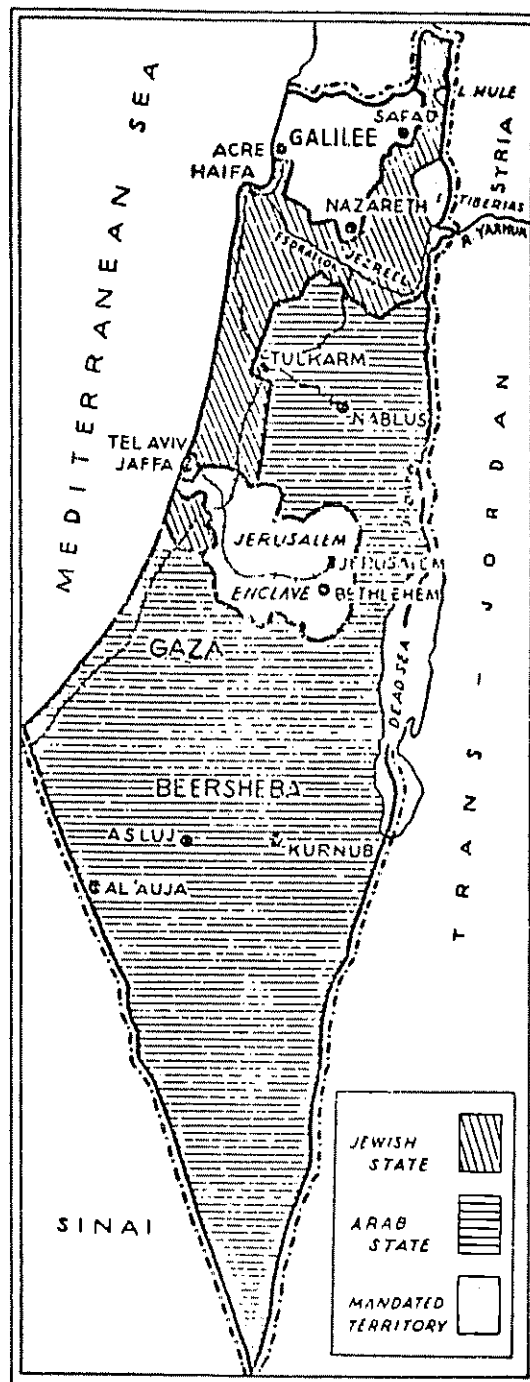 MEDITERRANEAN SEA
L. HULE
SAFAD
GALILEE
ACRE
HAIFA
SYRIA
L. TIBERIAS
NAZARETH
R. YARMUK
ESDRAELON
JEZREEL
TULKARM
NABLUS
TEL AVIV
JAFFA
JERUSALEM
JERUSALEM
ENCLAVE
BETHLEHEM
GAZA
DEAD SEA
TRANS – JORDAN
BEERSHEBA
ASLUJ
KURNUB
AL'AUJA
SINAI
JEWISH
STATE
ARAB
STATE
MANDATED
TERRITORY